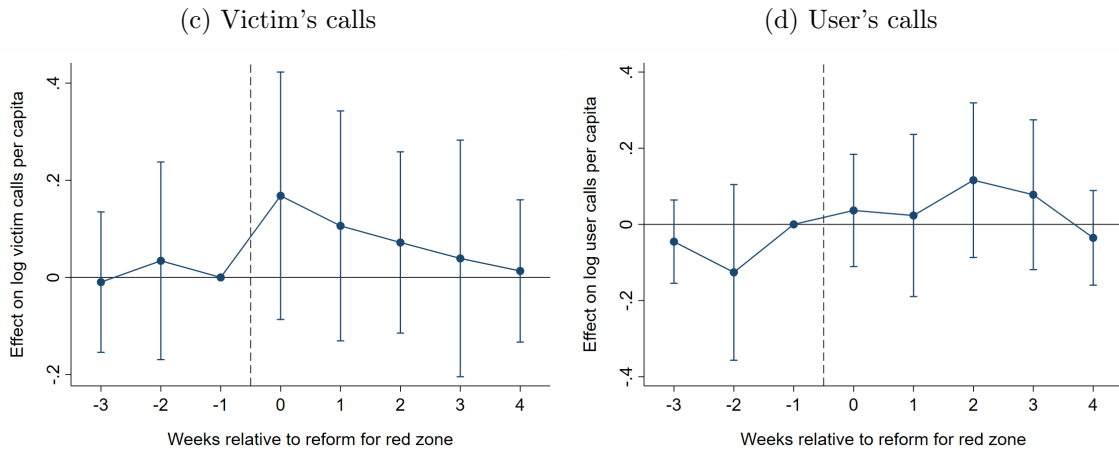 (c) Victim's calls
Effect on log victim calls per capita
.4
.2
0
-.2
-3 -2 -1 0 1 2 3 4
Weeks relative to reform for red zone
(d) User's calls
Effect on log user calls per capita
.4
.2
0
-.2
-.4
-3 -2 -1 0 1 2 3 4
Weeks relative to reform for red zone